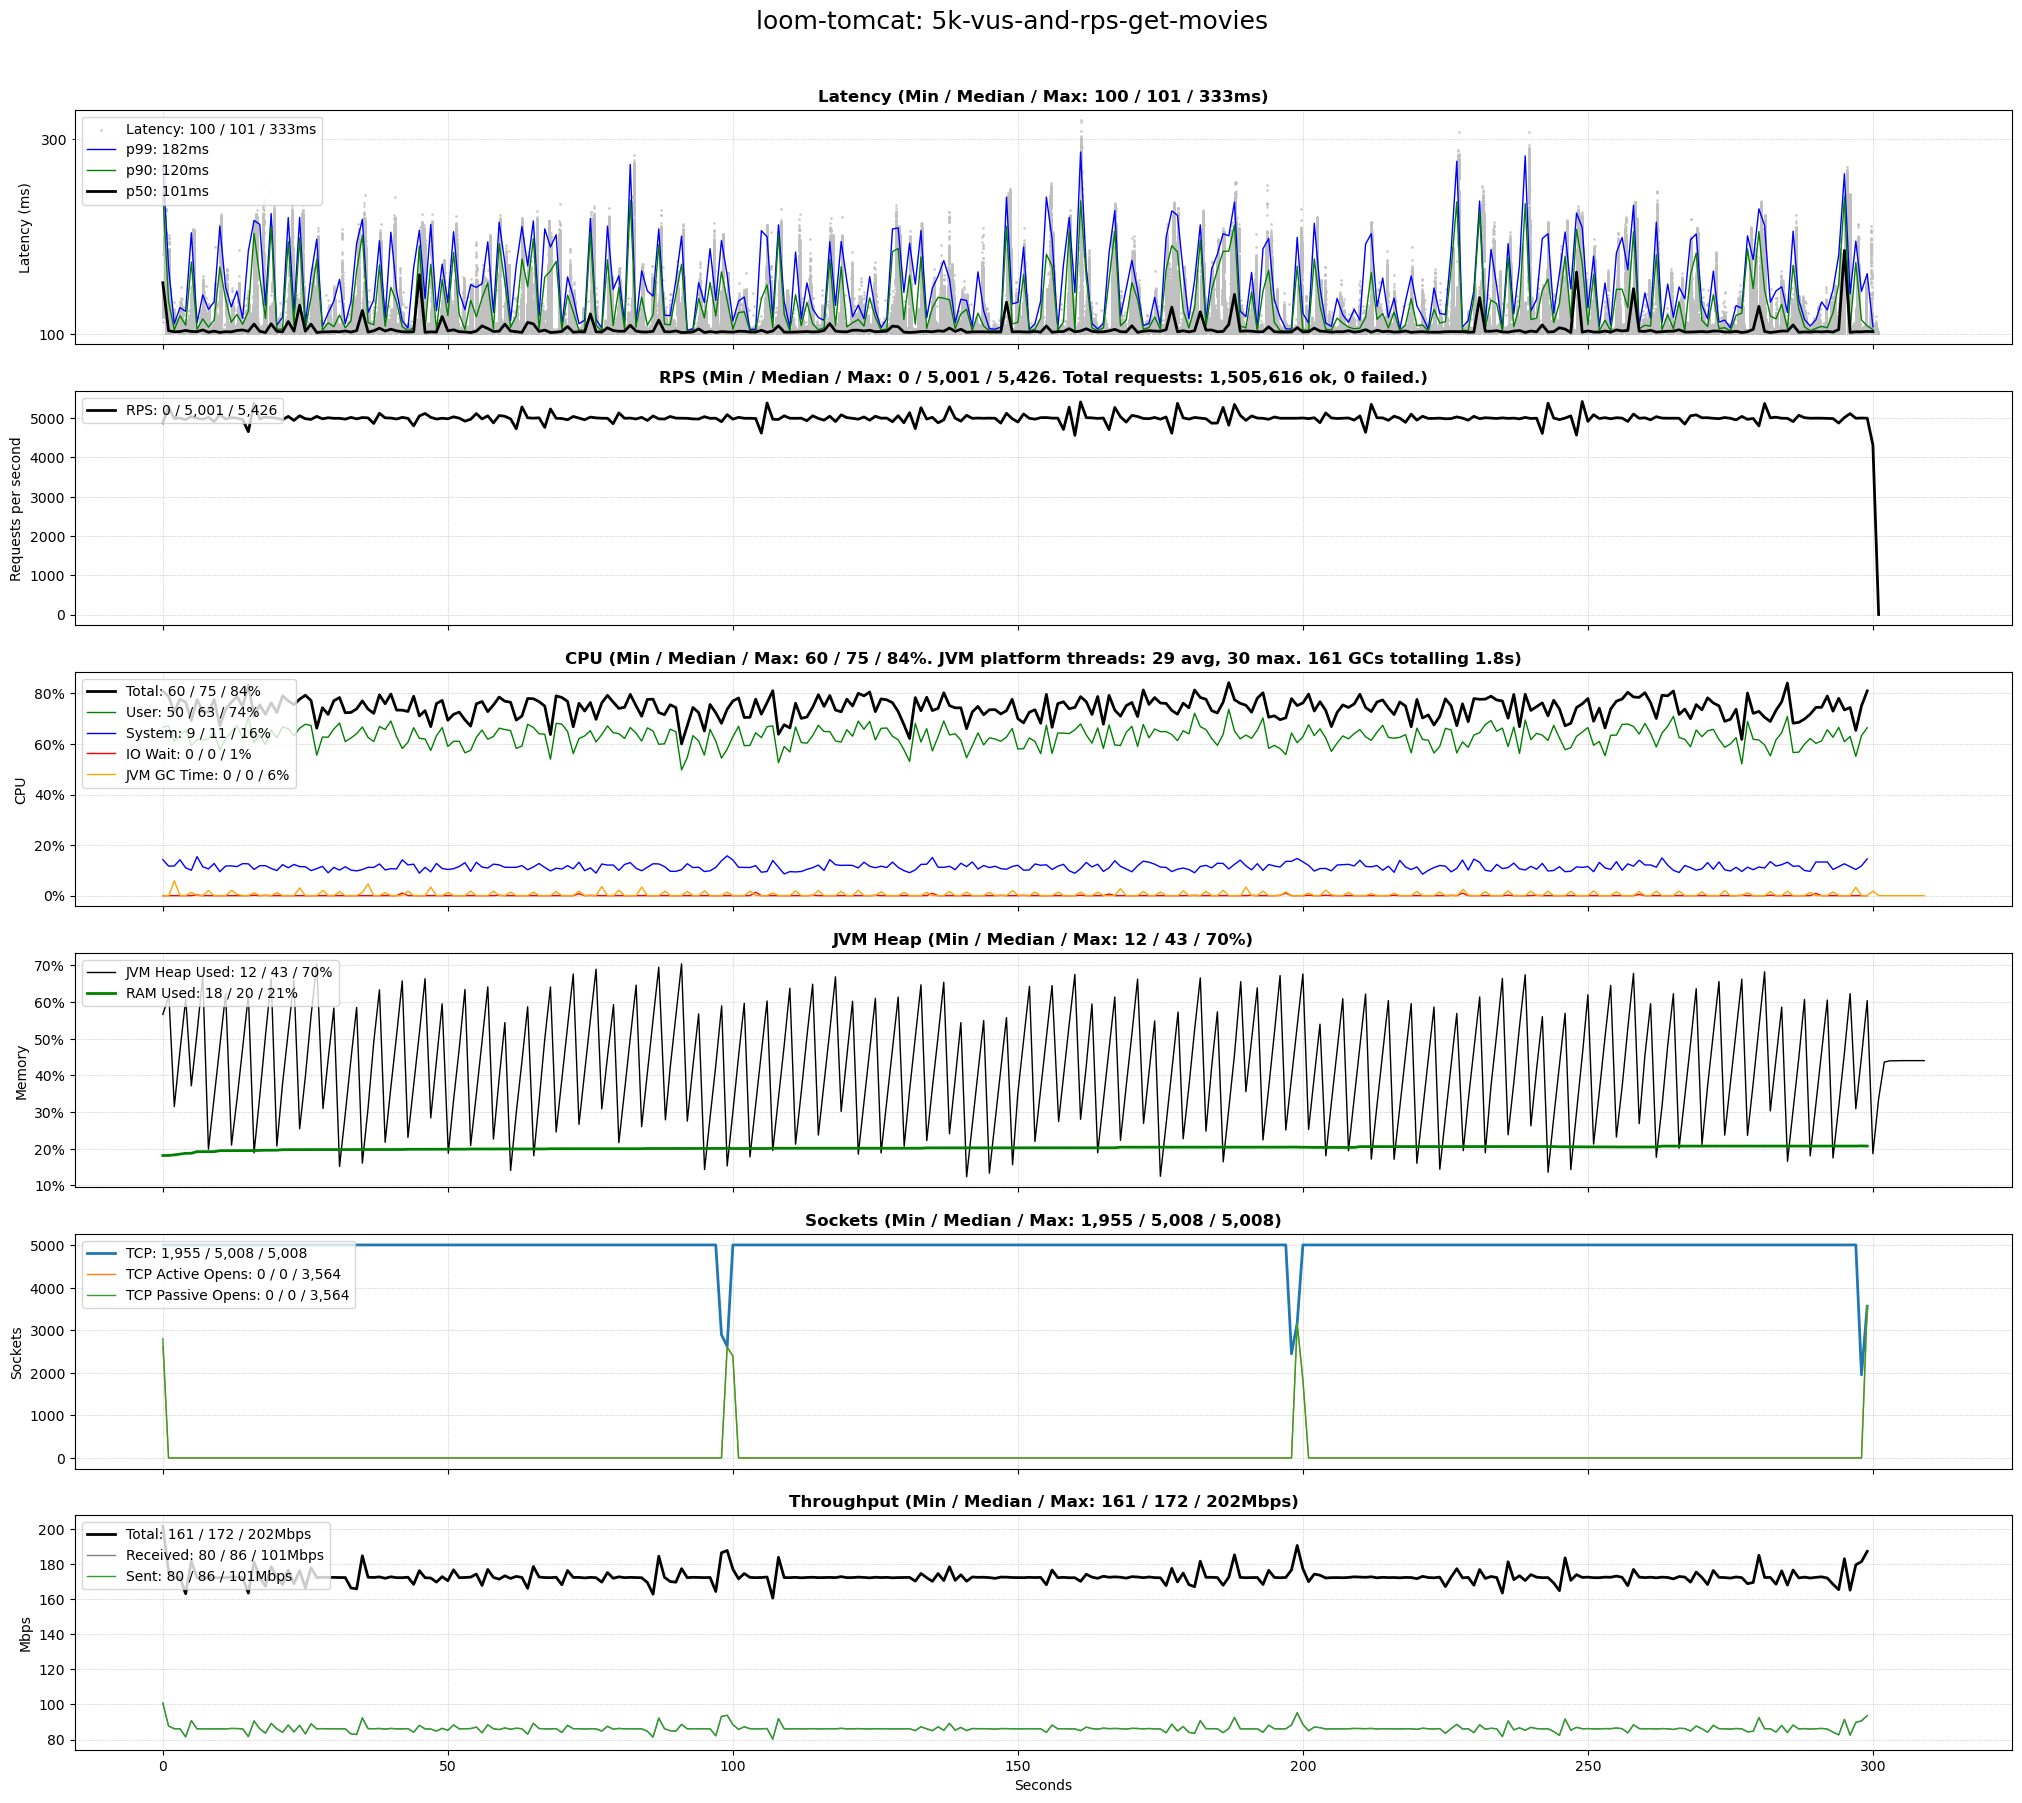 loom-tomcat: 5k-vus-and-rps-get-movies
Latency (Min / Median / Max: 100 / 101 / 333ms)
Latency (ms)
300
100
Latency: 100 / 101 / 333ms
p99: 182ms
p90: 120ms
p50: 101ms
RPS (Min / Median / Max: 0 / 5,001 / 5,426. Total requests: 1,505,616 ok, 0 failed.)
Requests per second
5000
4000
3000
2000
1000
0
RPS: 0 / 5,001 / 5,426
CPU (Min / Median / Max: 60 / 75 / 84%. JVM platform threads: 29 avg, 30 max. 161 GCs totalling 1.8s)
CPU
80%
60%
40%
20%
0%
Total: 60 / 75 / 84%
User: 50 / 63 / 74%
System: 9 / 11 / 16%
IO Wait: 0 / 0 / 1%
JVM GC Time: 0 / 0 / 6%
JVM Heap (Min / Median / Max: 12 / 43 / 70%)
Memory
70%
60%
50%
40%
30%
20%
10%
JVM Heap Used: 12 / 43 / 70%
RAM Used: 18 / 20 / 21%
Sockets (Min / Median / Max: 1,955 / 5,008 / 5,008)
Sockets
5000
4000
3000
2000
1000
0
TCP: 1,955 / 5,008 / 5,008
TCP Active Opens: 0 / 0 / 3,564
TCP Passive Opens: 0 / 0 / 3,564
Throughput (Min / Median / Max: 161 / 172 / 202Mbps)
Mbps
200
180
160
140
120
100
80
Total: 161 / 172 / 202Mbps
Received: 80 / 86 / 101Mbps
Sent: 80 / 86 / 101Mbps
0 50 100 150 200 250 300
Seconds